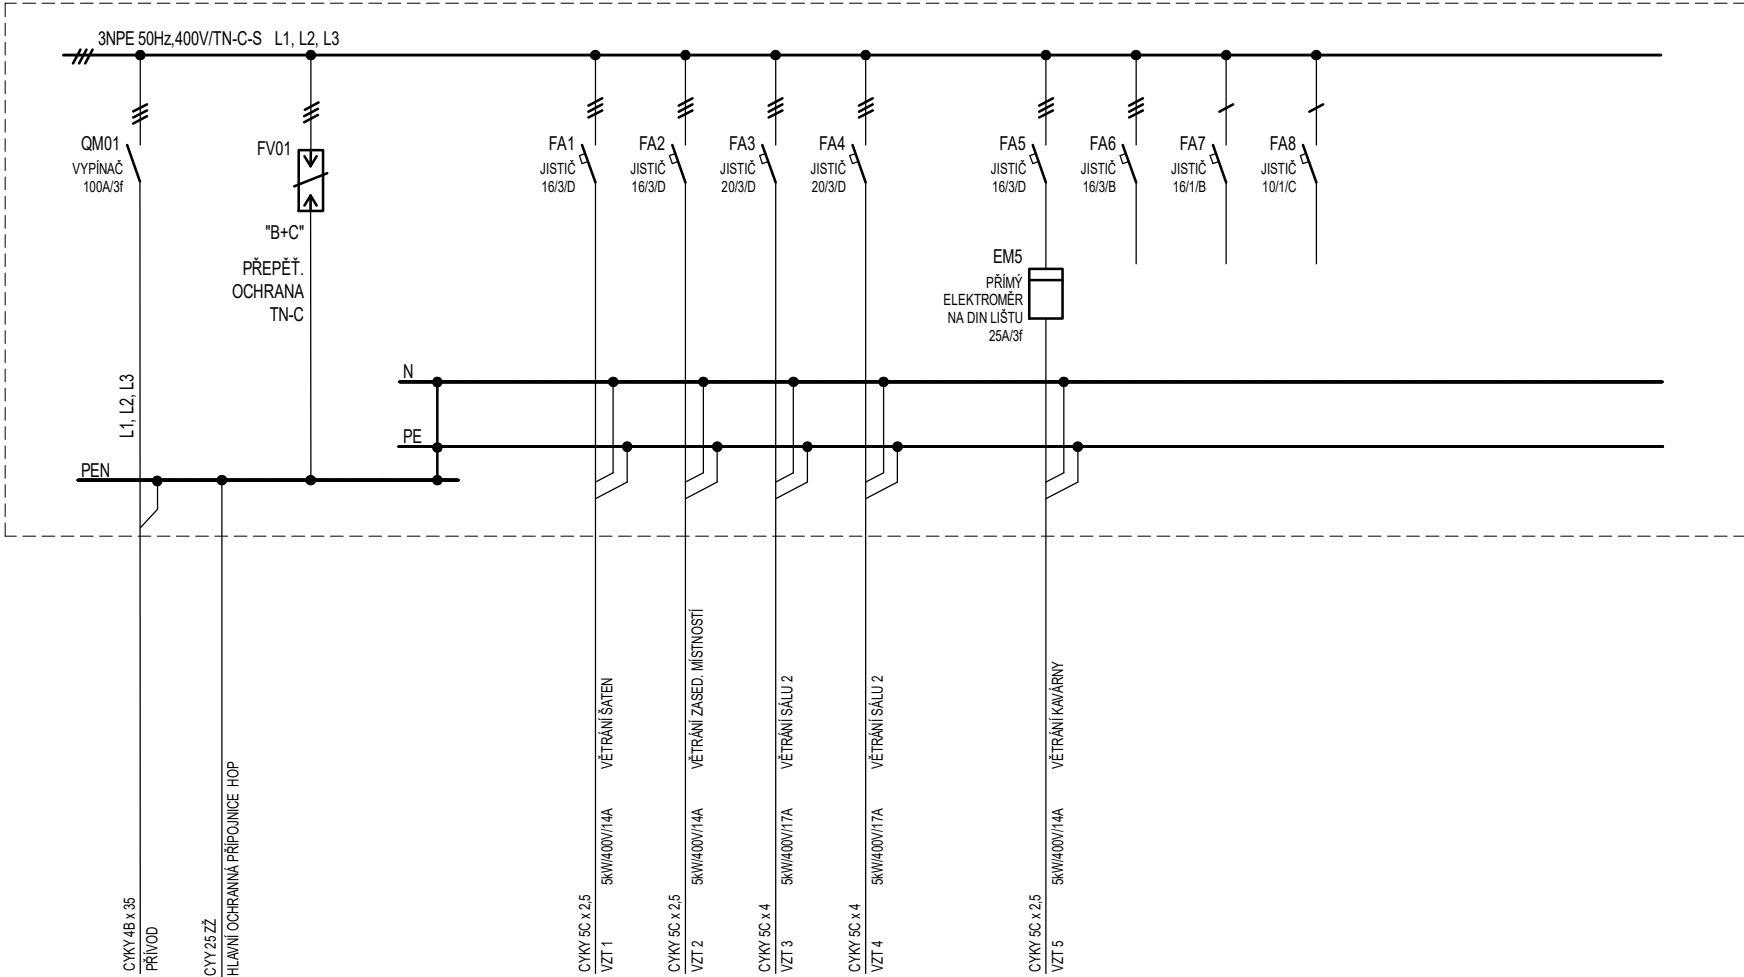 3NPE 50Hz,400V/TN-C-S   L1, L2, L3
QM01
VYPÍNAČ
100A/3f
FV01
"B+C"
PŘEPĚŤ.
OCHRANA
TN-C
FA1
JISTIČ
16/3/D
FA2
JISTIČ
16/3/D
FA3
JISTIČ
20/3/D
FA4
JISTIČ
20/3/D
FA5
JISTIČ
16/3/D
FA6
JISTIČ
16/3/B
FA7
JISTIČ
16/1/B
FA8
JISTIČ
10/1/C
EM5
PŘÍMÝ
ELEKTROMĚR
NA DIN LIŠTU
25A/3f
N
PE
PEN
L1, L2, L3
CYKY 4B x 35
PŘÍVOD
CYY 25 ZŽ
HLAVNÍ OCHRANNÁ PŘÍPOJNICE HOP
CYKY 5C x 2,5
VZT 1 5kW/400V/14A VĚTRÁNÍ ŠATEN
CYKY 5C x 2,5
VZT 2 5kW/400V/14A VĚTRÁNÍ ZASED. MÍSTNOSTÍ
CYKY 5C x 4
VZT 3 5kW/400V/17A VĚTRÁNÍ SÁLU 2
CYKY 5C x 4
VZT 4 5kW/400V/17A VĚTRÁNÍ SÁLU 2
CYKY 5C x 2,5
VZT 5 5kW/400V/14A VĚTRÁNÍ KAVÁRNY